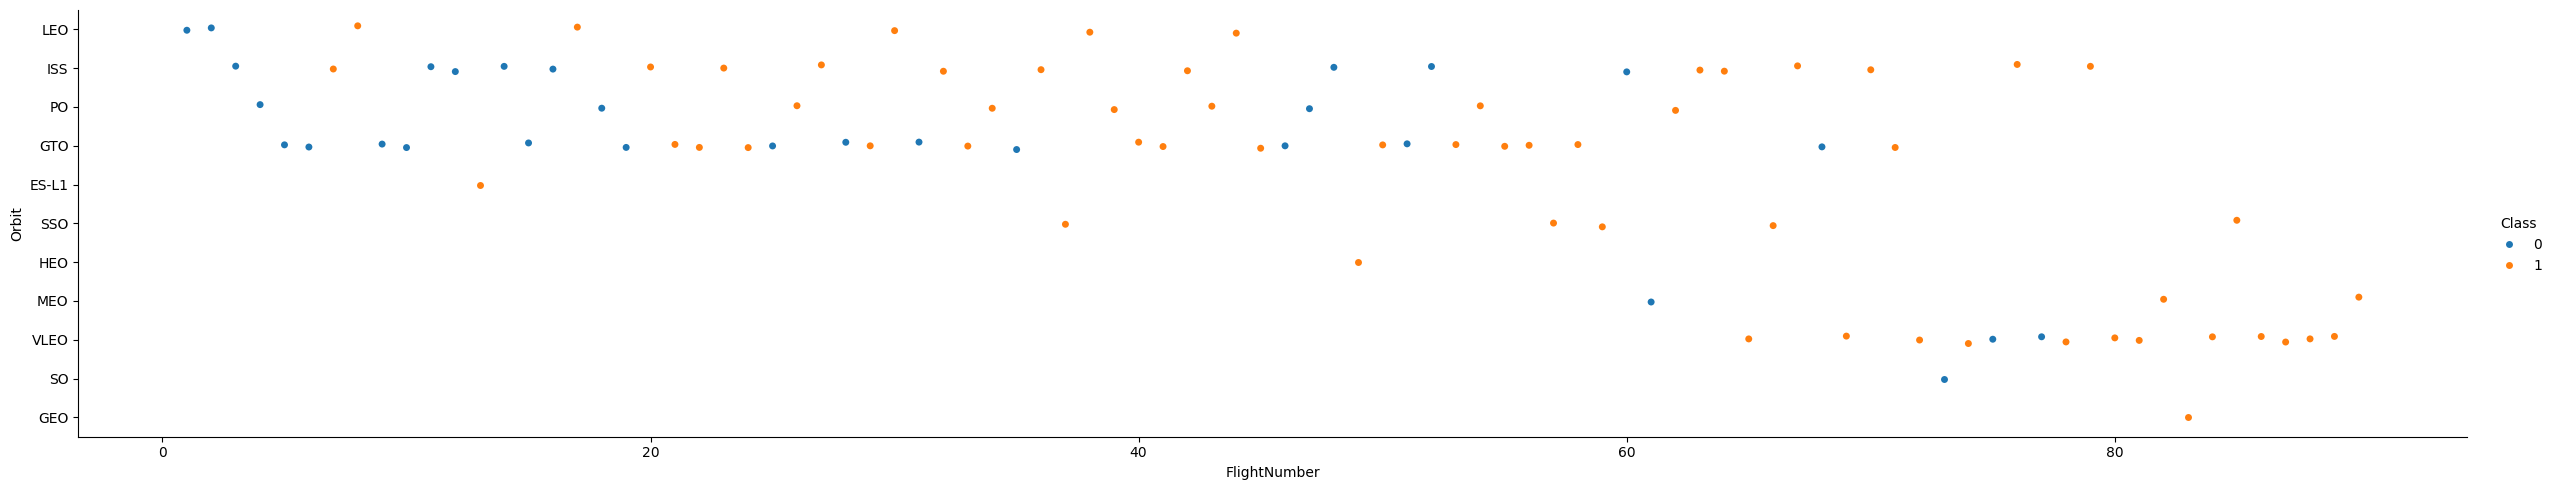 LEO
ISS
PO
GTO
ES-L1
SSO
HEO
MEO
VLEO
SO
GEO
Orbit
0 20 40 60 80
FlightNumber
Class
0
1